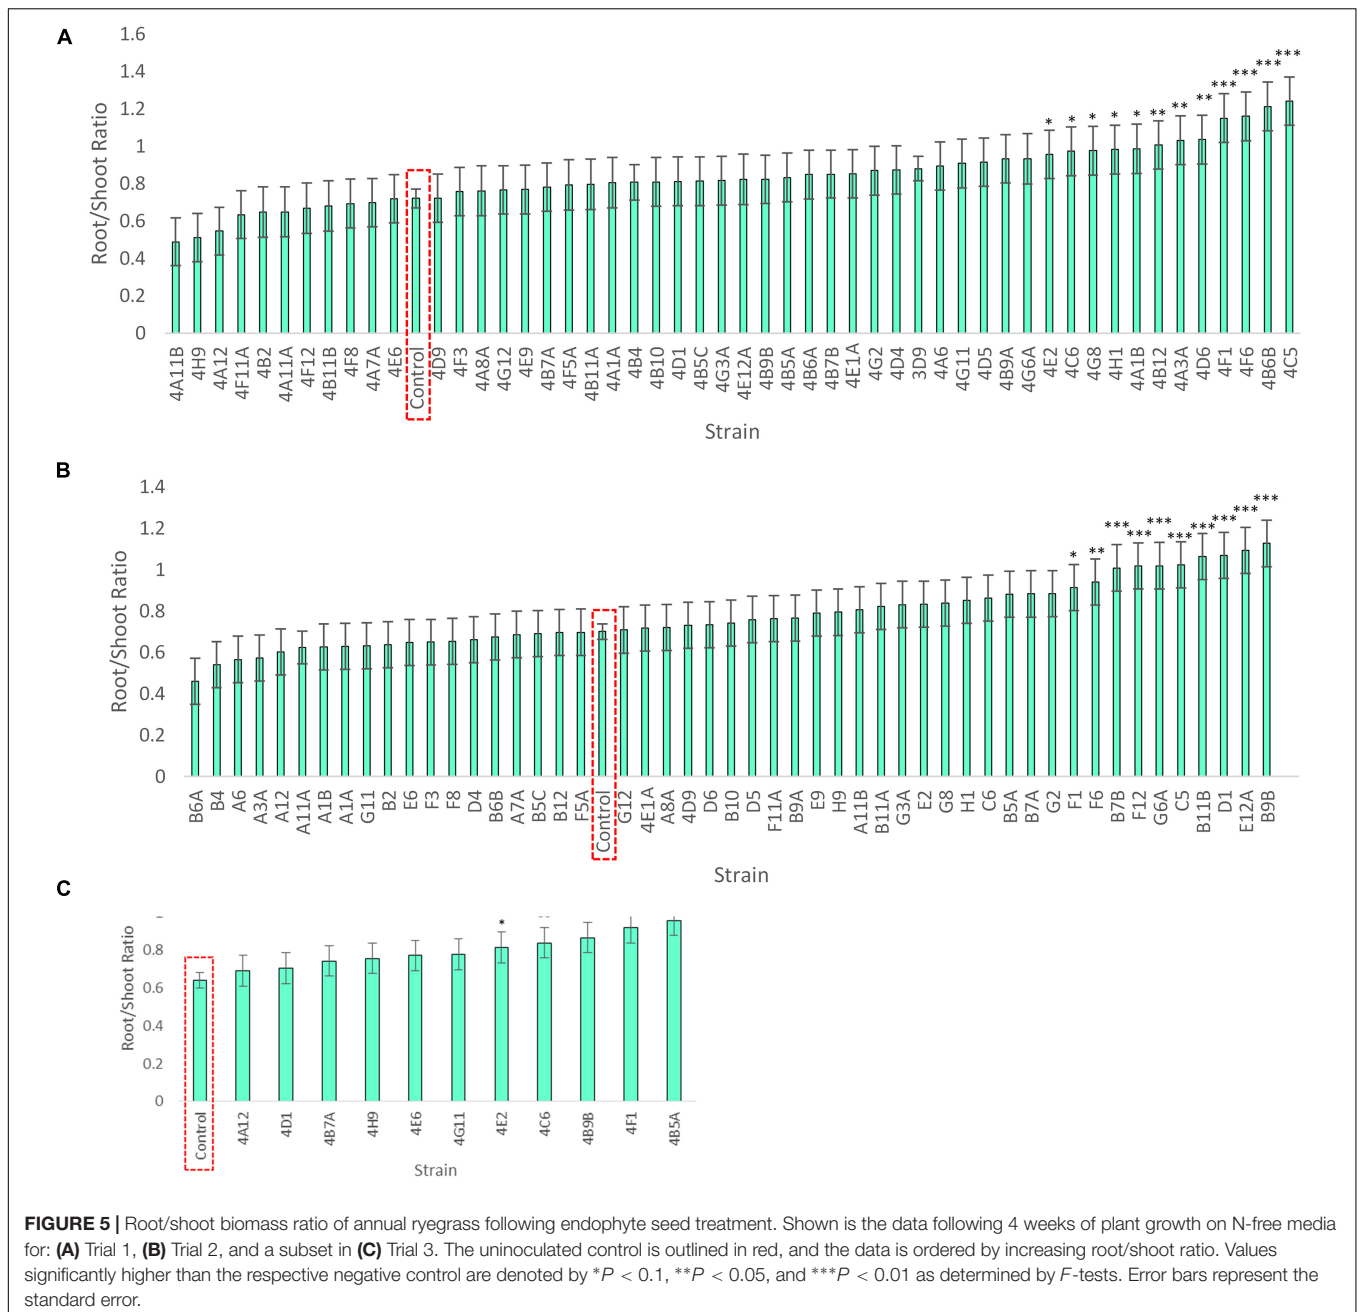 A
1.6
1.4
1.2
1
0.8
0.6
0.4
0.2
0
Root/Shoot Ratio
* * * * * ** ** ** *** *** *** ***
4A11B 4H9 4A12 4F11A 4B2 4A11A 4F12 4B11B 4F8 4A7A 4E6 Control 4D9 4F3 4A8A 4G12 4E9 4B7A 4F5A 4B11A 4A1A 4B4 4B10 4D1 4B5C 4G3A 4E12A 4B9B 4B5A 4B6A 4B7B 4E1A 4G2 4D4 3D9 4A6 4G11 4D5 4B9A 4G6A 4E2 4C6 4G8 4H1 4A1B 4B12 4A3A 4D6 4F1 4F6 4B6B 4C5
Strain
B
1.4
1.2
1
0.8
0.6
0.4
0.2
0
Root/Shoot Ratio
* ** *** *** *** *** *** *** *** ***
B6A B4 A6 A3A A12 A11A A1B A1A G11 B2 E6 F3 F8 D4 B6B A7A B5C B12 F5A Control G12 4E1A A8A 4D9 D6 B10 D5 F11A B9A E9 H9 A11B B11A G3A E2 G8 H1 C6 B5A B7A G2 F1 F6 B7B F12 G6A C5 B11B D1 E12A B9B
Strain
C
0.8
0.6
0.4
0.2
0
Root/Shoot Ratio
*
Control 4A12 4D1 4B7A 4H9 4E6 4G11 4E2 4C6 4B9B 4F1 4B5A
Strain
FIGURE 5 | Root/shoot biomass ratio of annual ryegrass following endophyte seed treatment. Shown is the data following 4 weeks of plant growth on N-free media
for: (A) Trial 1, (B) Trial 2, and a subset in (C) Trial 3. The uninoculated control is outlined in red, and the data is ordered by increasing root/shoot ratio. Values
significantly higher than the respective negative control are denoted by *P < 0.1, **P < 0.05, and ***P < 0.01 as determined by F-tests. Error bars represent the
standard error.